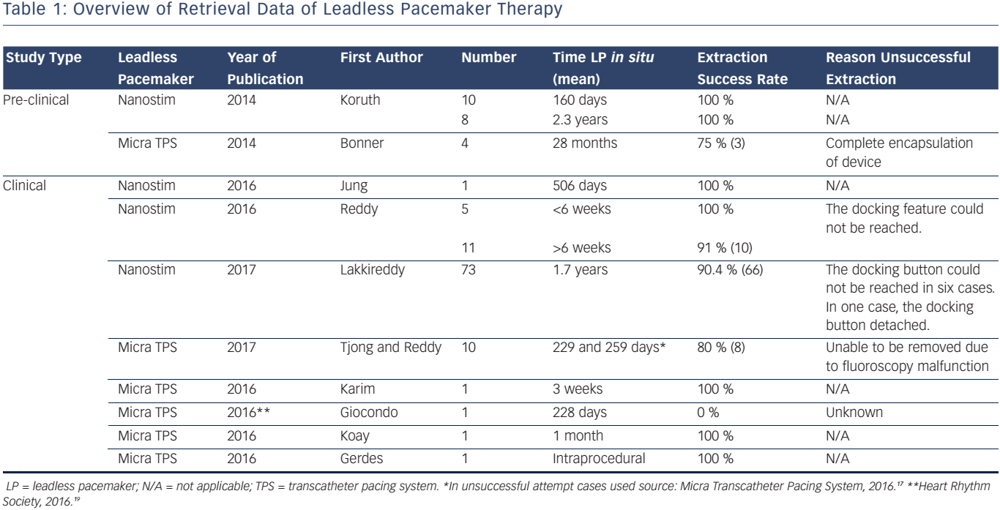 Table 1: Overview of Retrieval Data of Leadless Pacemaker Therapy
Study Type Leadless Year of First Author Number Time LP in situ Extraction Reason Unsuccessful
Pacemaker Publication (mean) Success Rate Extraction
Pre-clinical Nanostim 2014 Koruth 10 160 days 100 % N/A
8 2.3 years 100 % N/A
Micra TPS 2014 Bonner 4 28 months 75 % (3) Complete encapsulation
of device
Clinical Nanostim 2016 Jung 1 506 days 100 % N/A
Nanostim 2016 Reddy 5 <6 weeks 100 % The docking feature could
not be reached.
11 >6 weeks 91 % (10)
Nanostim 2017 Lakkireddy 73 1.7 years 90.4 % (66) The docking button could
not be reached in six cases.
In one case, the docking
button detached.
Micra TPS 2017 Tjong and Reddy 10 229 and 259 days* 80 % (8) Unable to be removed due
to fluoroscopy malfunction
Micra TPS 2016 Karim 1 3 weeks 100 % N/A
Micra TPS 2016** Giocondo 1 228 days 0 % Unknown
Micra TPS 2016 Koay 1 1 month 100 % N/A
Micra TPS 2016 Gerdes 1 Intraprocedural 100 % N/A
LP = leadless pacemaker; N/A = not applicable; TPS = transcatheter pacing system. *In unsuccessful attempt cases used source: Micra Transcatheter Pacing System, 2016.¹⁷ **Heart Rhythm
Society, 2016.¹⁹